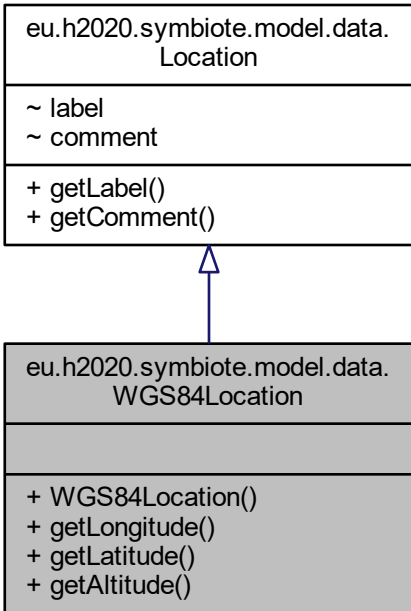 eu.h2020.symbiote.model.data.
Location
~ label
~ comment
+ getLabel()
+ getComment()
eu.h2020.symbiote.model.data.
WGS84Location
+ WGS84Location()
+ getLongitude()
+ getLatitude()
+ getAltitude()